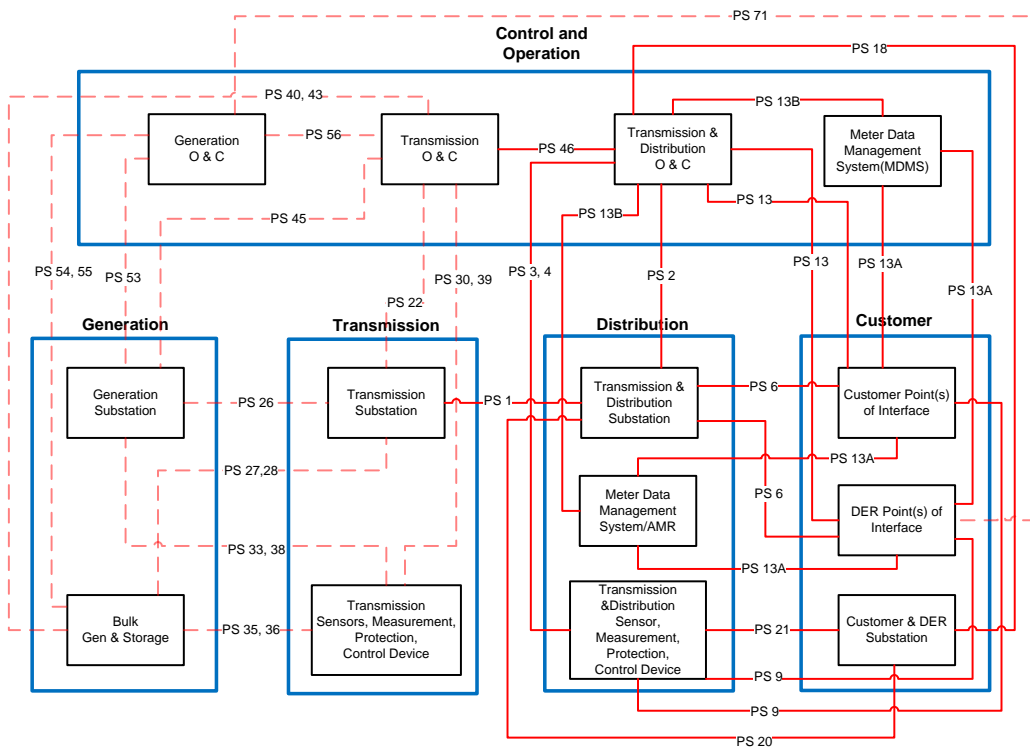 PS 71
Control and
Operation
PS 18
PS 40, 43
PS 13B
Generation
O & C
PS 56
Transmission
O & C
PS 46
Transmission &
Distribution
O & C
Meter Data
Management
System(MDMS)
PS 45
PS 13B
PS 13
PS 54, 55
PS 53
PS 30, 39
PS 3, 4
PS 2
PS 13
PS 13A
PS 13A
PS 22
Generation
Transmission
Distribution
Customer
Generation
Substation
PS 26
Transmission
Substation
PS 1
Transmission &
Distribution
Substation
PS 6
Customer Point(s)
of Interface
PS 27,28
PS 13A
PS 6
Meter Data
Management
System/AMR
DER Point(s) of
Interface
PS 33, 38
PS 13A
Bulk
Gen & Storage
PS 35, 36
Transmission
Sensors, Measurement,
Protection,
Control Device
Transmission
&Distribution
Sensor,
Measurement,
Protection,
Control Device
PS 21
Customer & DER
Substation
PS 9
PS 9
PS 20